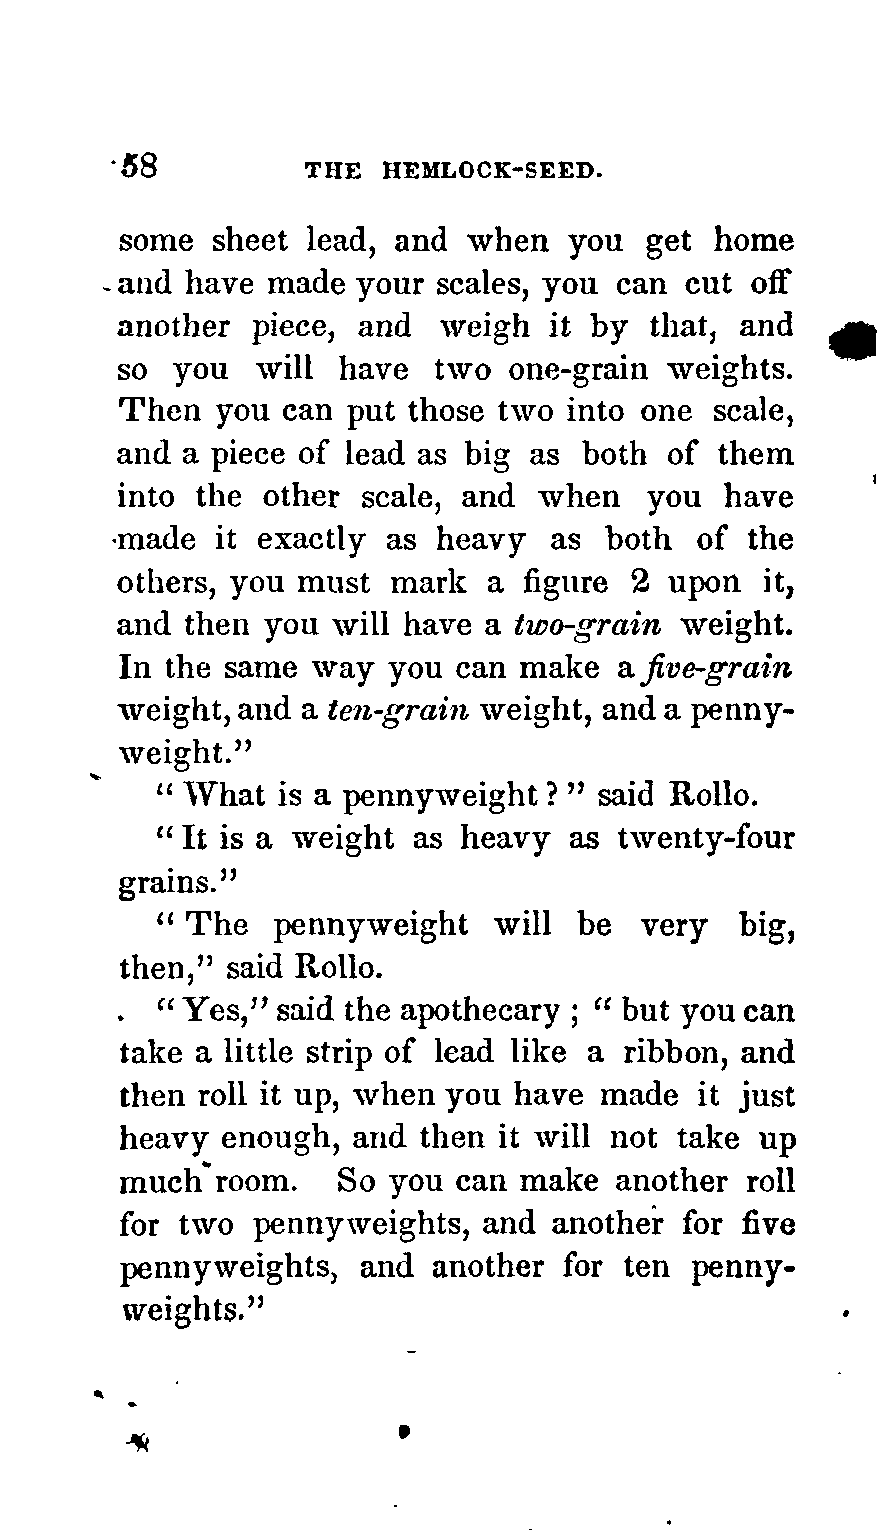 58 THE HEMLOCK-SEED.
some sheet lead, and when you get home
and have made your scales, you can cut off
another piece, and weigh it by that, and
so you will have two one-grain weights.
Then you can put those two into one scale,
and a piece of lead as big as both of them
into the other scale, and when you have
made it exactly as heavy as both of the
others, you must mark a figure 2 upon it,
and then you will have a two-grain weight.
In the same way you can make a five-grain
weight, and a ten-grain weight, and a penny-
weight."
" What is a pennyweight ? " said Rollo.
" It is a weight as heavy as twenty-four
grains."
" The pennyweight will be very big,
then," said Rollo.
" Yes," said the apothecary ; " but you can
take a little strip of lead like a ribbon, and
then roll it up, when you have made it just
heavy enough, and then it will not take up
much room. So you can make another roll
for two pennyweights, and another for five
pennyweights, and another for ten penny-
weights."